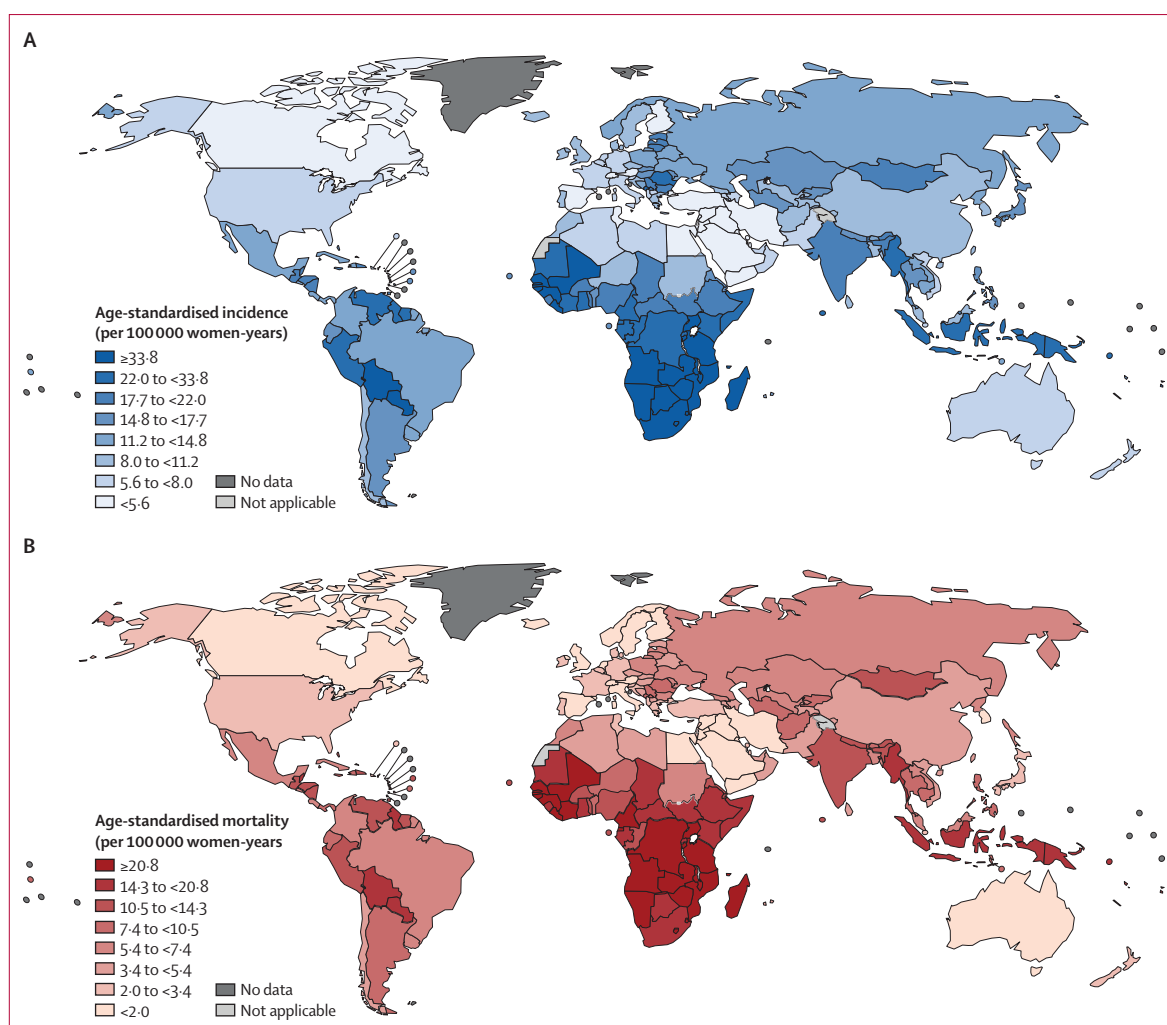 A
Age-standardised incidence
(per 100 000 women-years)
≥33·8
22·0 to <33·8
17·7 to <22·0
14·8 to <17·7
11·2 to <14·8
8·0 to <11·2
5·6 to <8·0
<5·6
No data
Not applicable
B
Age-standardised mortality
(per 100 000 women-years
≥20·8
14·3 to <20·8
10·5 to <14·3
7·4 to <10·5
5·4 to <7·4
3·4 to <5·4
2·0 to <3·4
<2·0
No data
Not applicable